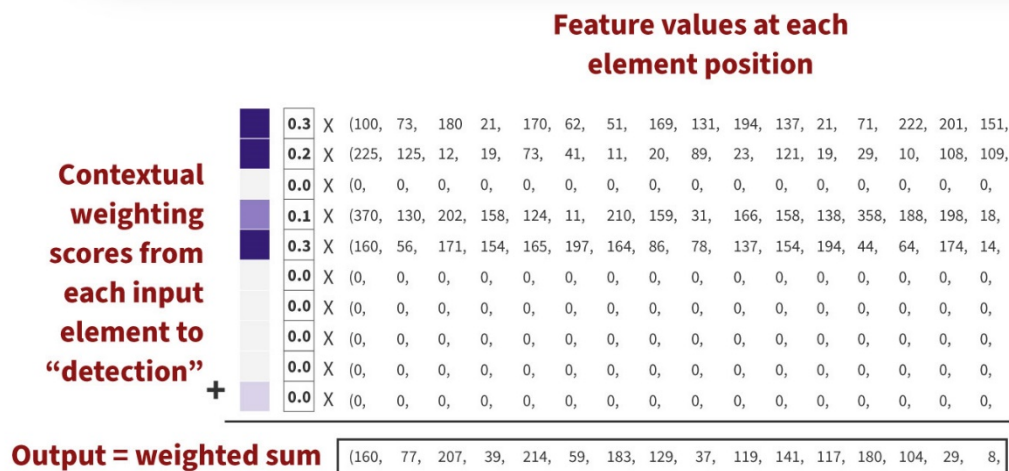 Feature values at each
element position
Contextual
weighting
scores from
each input
element to
“detection”
0.3 X (100, 73, 180 21, 170, 62, 51, 169, 131, 194, 137, 21, 71, 222, 201, 151,
0.2 X (225, 125, 12, 19, 73, 41, 11, 20, 89, 23, 121, 19, 29, 10, 108, 109,
0.0 X (0, 0, 0, 0, 0, 0, 0, 0, 0, 0, 0, 0, 0, 0, 0, 0,
0.1 X (370, 130, 202, 158, 124, 11, 210, 159, 31, 166, 158, 138, 358, 188, 198, 18,
0.3 X (160, 56, 171, 154, 165, 197, 164, 86, 78, 137, 154, 194, 44, 64, 174, 14,
0.0 X (0, 0, 0, 0, 0, 0, 0, 0, 0, 0, 0, 0, 0, 0, 0,
0.0 X (0, 0, 0, 0, 0, 0, 0, 0, 0, 0, 0, 0, 0, 0, 0,
0.0 X (0, 0, 0, 0, 0, 0, 0, 0, 0, 0, 0, 0, 0, 0, 0,
0.0 X (0, 0, 0, 0, 0, 0, 0, 0, 0, 0, 0, 0, 0, 0, 0,
+ 0.0 X (0, 0, 0, 0, 0, 0, 0, 0, 0, 0, 0, 0, 0, 0, 0,
Output = weighted sum (160, 77, 207, 39, 214, 59, 183, 129, 37, 119, 141, 117, 180, 104, 29, 8,